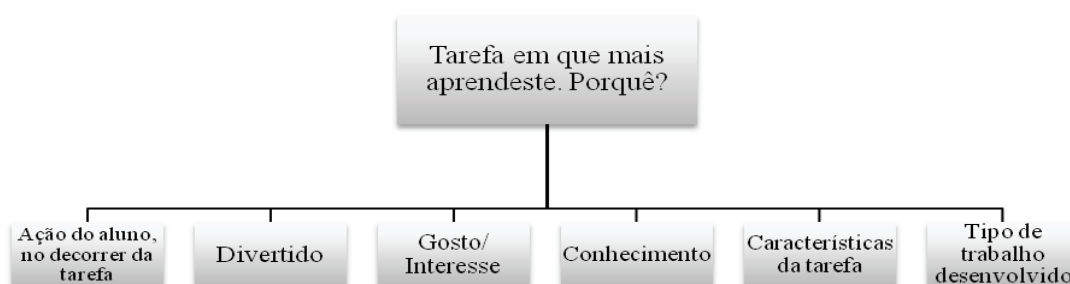 Tarefa em que mais
aprendeste. Porquê?
Ação do aluno,
no decorrer da
tarefa
Divertido
Gosto/
Interesse
Conhecimento
Características
da tarefa
Tipo de
trabalho
desenvolvido